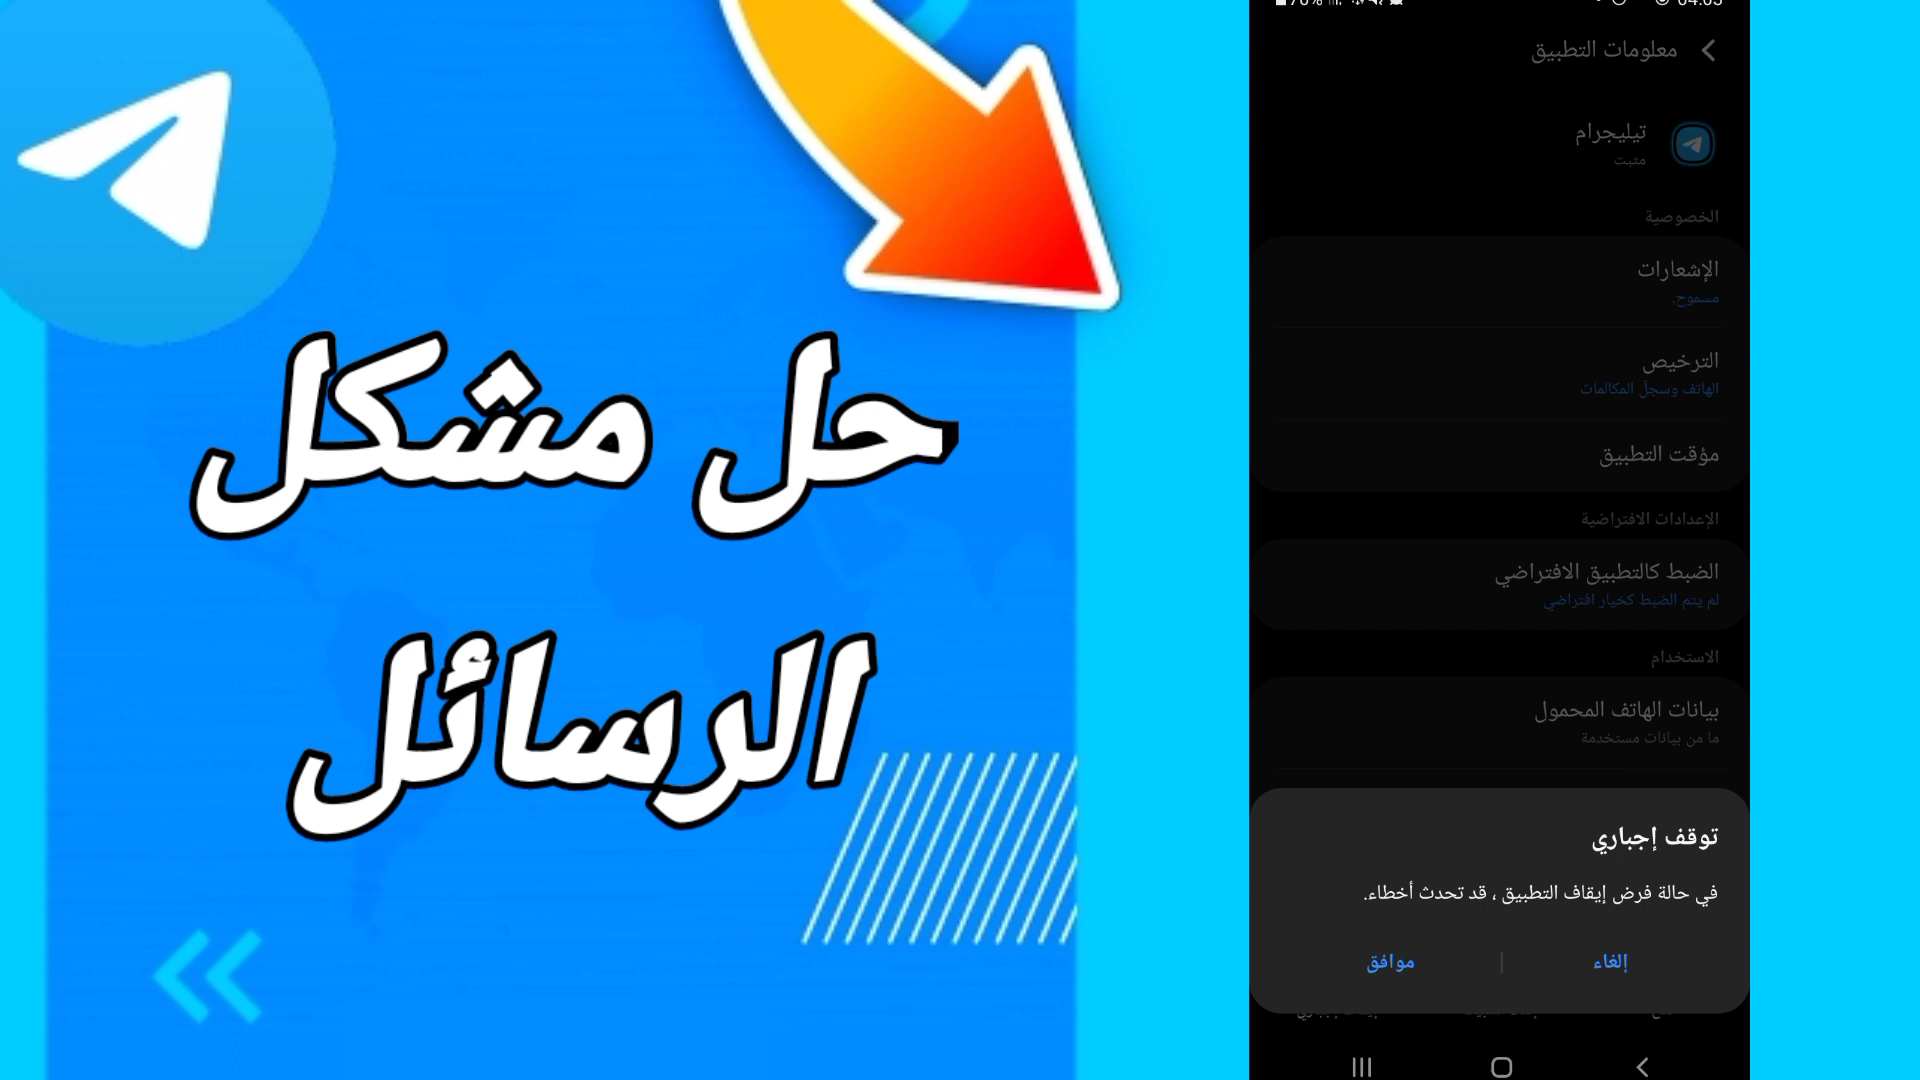 حل مشكل
الرسائل
04:03
معلومات التطبيق
تيليجرام
مثبت
الخصوصية
الإشعارات
مسموح.
الترخيص
الهاتف وسجلّ المكالمات
مؤقت التطبيق
الإعدادات الافتراضية
الضبط كالتطبيق الافتراضي
لم يتم الضبط كخيار افتراضي
الاستخدام
بيانات الهاتف المحمول
ما من بيانات مستخدمة
توقف إجباري
في حالة فرض إيقاف التطبيق ، قد تحدث أخطاء.
إلغاء
موافق